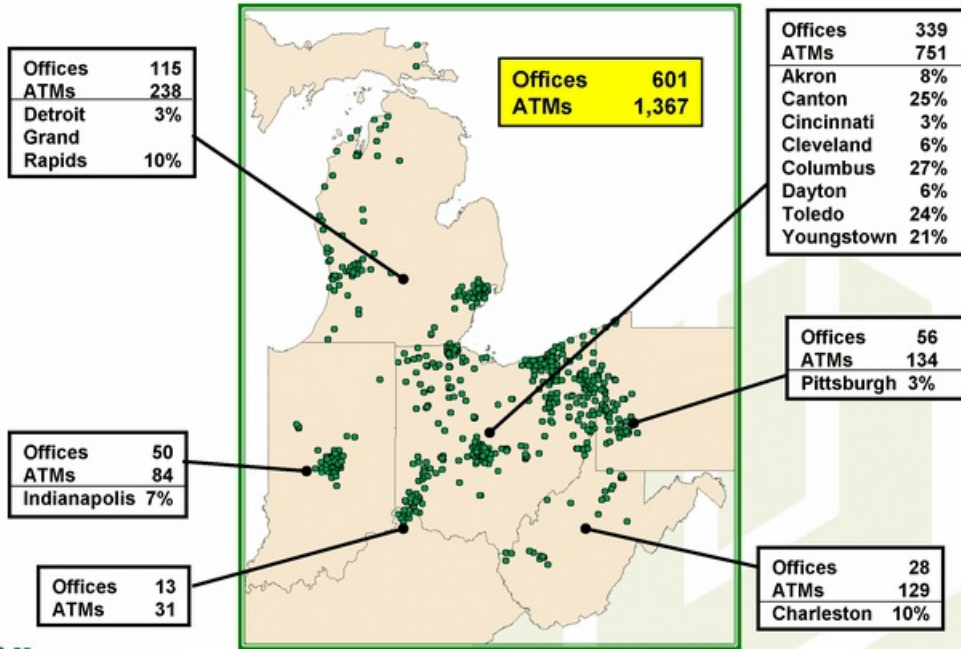 Offices 115
ATMs 238
Detroit 3%
Grand
Rapids 10%
Offices 601
ATMs 1,367
Offices 339
ATMs 751
Akron 8%
Canton 25%
Cincinnati 3%
Cleveland 6%
Columbus 27%
Dayton 6%
Toledo 24%
Youngstown 21%
Offices 56
ATMs 134
Pittsburgh 3%
Offices 50
ATMs 84
Indianapolis 7%
Offices 13
ATMs 31
Offices 28
ATMs 129
Charleston 10%